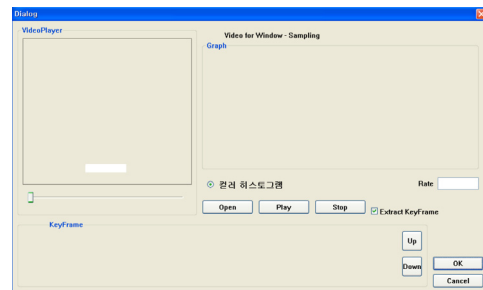 Dialog
VideoPlayer
Video for Window - Sampling
Graph
컬러 히스토그램
Rate
Open
Play
Stop
Extract KeyFrame
KeyFrame
Up
Down
OK
Cancel